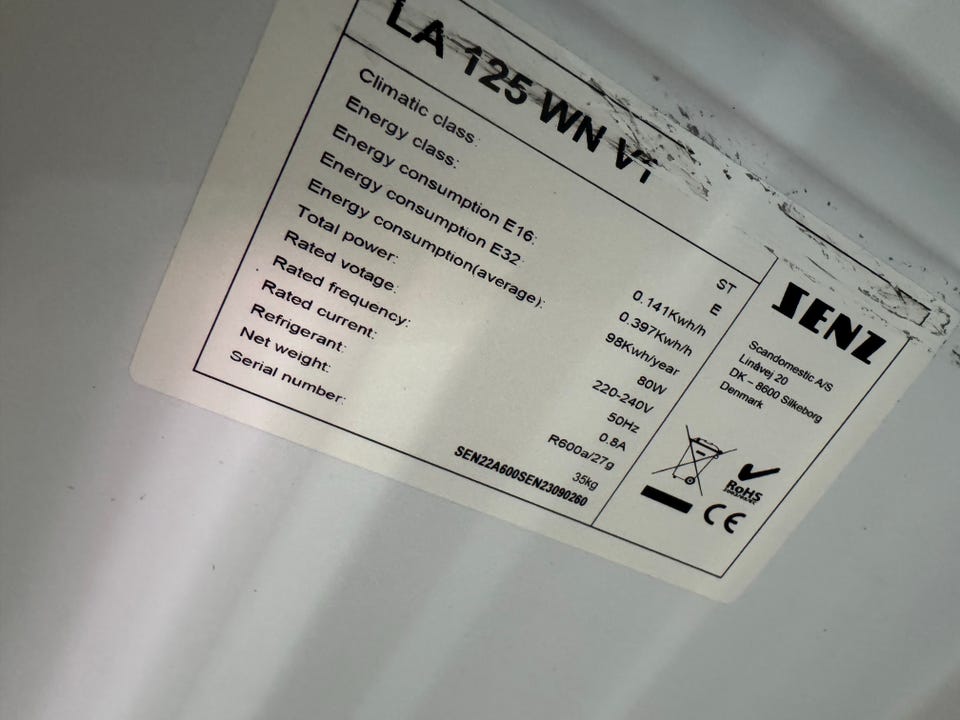 LA 125 WN V1
Climatic class: ST
Energy class: E
Energy consumption E16: 0.141Kwh/h
Energy consumption E32: 0.397Kwh/h
Energy consumption(average): 98Kwh/year
Total power: 80W
Rated votage: 220-240V
Rated frequency: 50Hz
Rated current: 0.8A
Refrigerant: R600a/27g
Net weight: 35kg
Serial number: SEN22A600SEN23090260
SENZ
Scandomestic A/S
Linåvej 20
DK – 8600 Silkeborg
Denmark
RoHS
CE